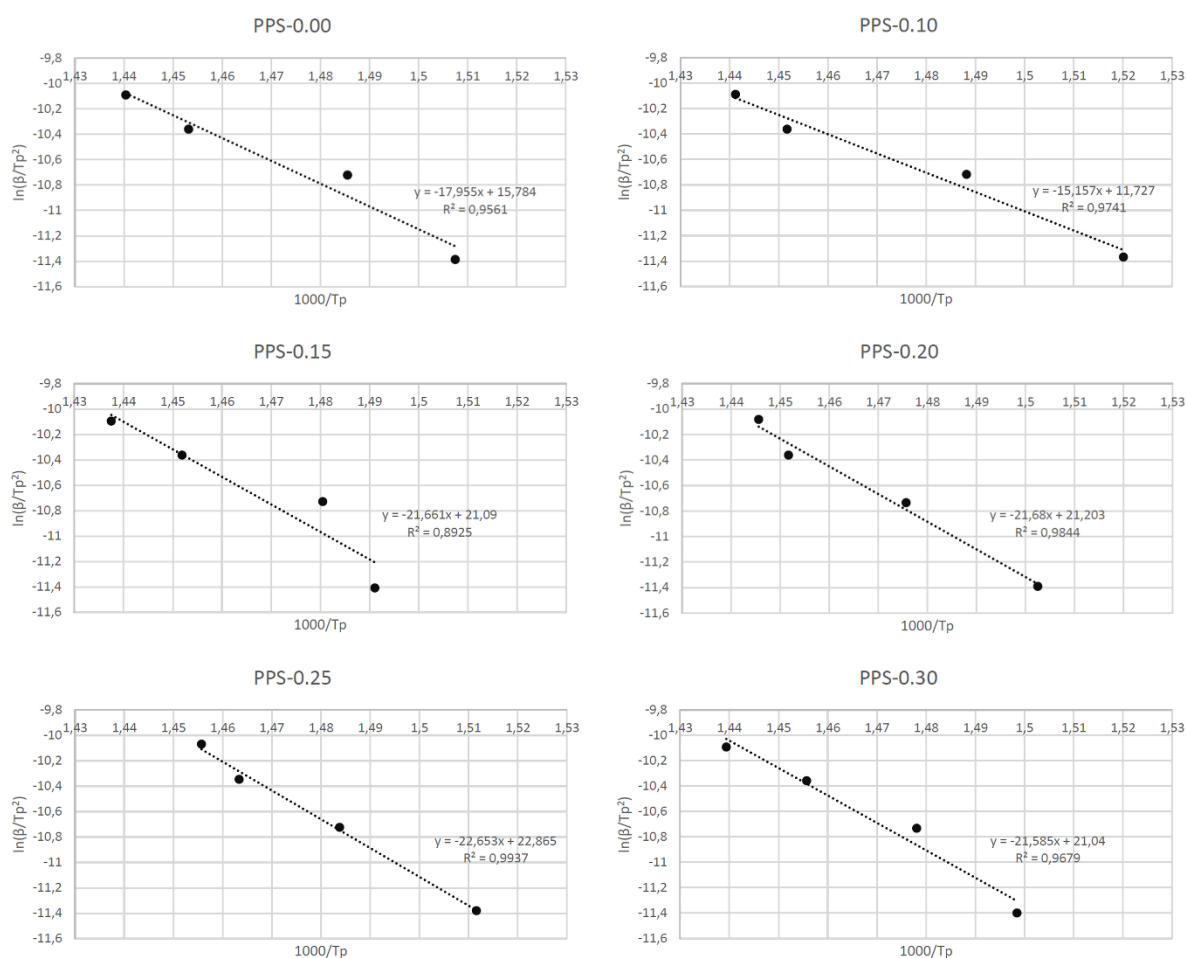 PPS-0.00
-9,8
1,43 1,44 1,45 1,46 1,47 1,48 1,49 1,5 1,51 1,52 1,53
-10
-10,2
-10,4
-10,6
-10,8
-11
-11,2
-11,4
-11,6
ln(β/Tp²)
y = -17,955x + 15,784
R² = 0,9561
1000/Tp
PPS-0.10
-9,8
1,43 1,44 1,45 1,46 1,47 1,48 1,49 1,5 1,51 1,52 1,53
-10
-10,2
-10,4
-10,6
-10,8
-11
-11,2
-11,4
-11,6
ln(β/Tp²)
y = -15,157x + 11,727
R² = 0,9741
1000/Tp
PPS-0.15
-9,8
1,43 1,44 1,45 1,46 1,47 1,48 1,49 1,5 1,51 1,52 1,53
-10
-10,2
-10,4
-10,6
-10,8
-11
-11,2
-11,4
-11,6
ln(β/Tp²)
y = -21,661x + 21,09
R² = 0,8925
1000/Tp
PPS-0.20
-9,8
1,43 1,44 1,45 1,46 1,47 1,48 1,49 1,5 1,51 1,52 1,53
-10
-10,2
-10,4
-10,6
-10,8
-11
-11,2
-11,4
-11,6
ln(β/Tp²)
y = -21,68x + 21,203
R² = 0,9844
1000/Tp
PPS-0.25
-9,8
1,43 1,44 1,45 1,46 1,47 1,48 1,49 1,5 1,51 1,52 1,53
-10
-10,2
-10,4
-10,6
-10,8
-11
-11,2
-11,4
-11,6
ln(β/Tp²)
y = -22,653x + 22,865
R² = 0,9937
1000/Tp
PPS-0.30
-9,8
1,43 1,44 1,45 1,46 1,47 1,48 1,49 1,5 1,51 1,52 1,53
-10
-10,2
-10,4
-10,6
-10,8
-11
-11,2
-11,4
-11,6
ln(β/Tp²)
y = -21,585x + 21,04
R² = 0,9679
1000/Tp